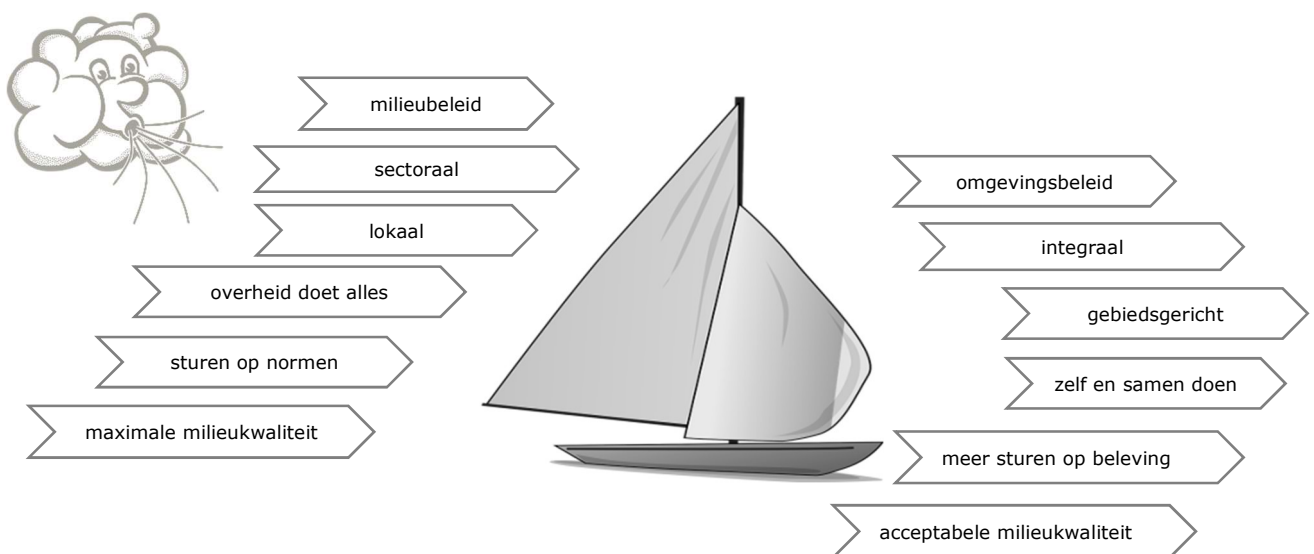 milieubeleid
sectoraal
lokaal
overheid doet alles
sturen op normen
maximale milieukwaliteit
omgevingsbeleid
integraal
gebiedsgericht
zelf en samen doen
meer sturen op beleving
acceptabele milieukwaliteit